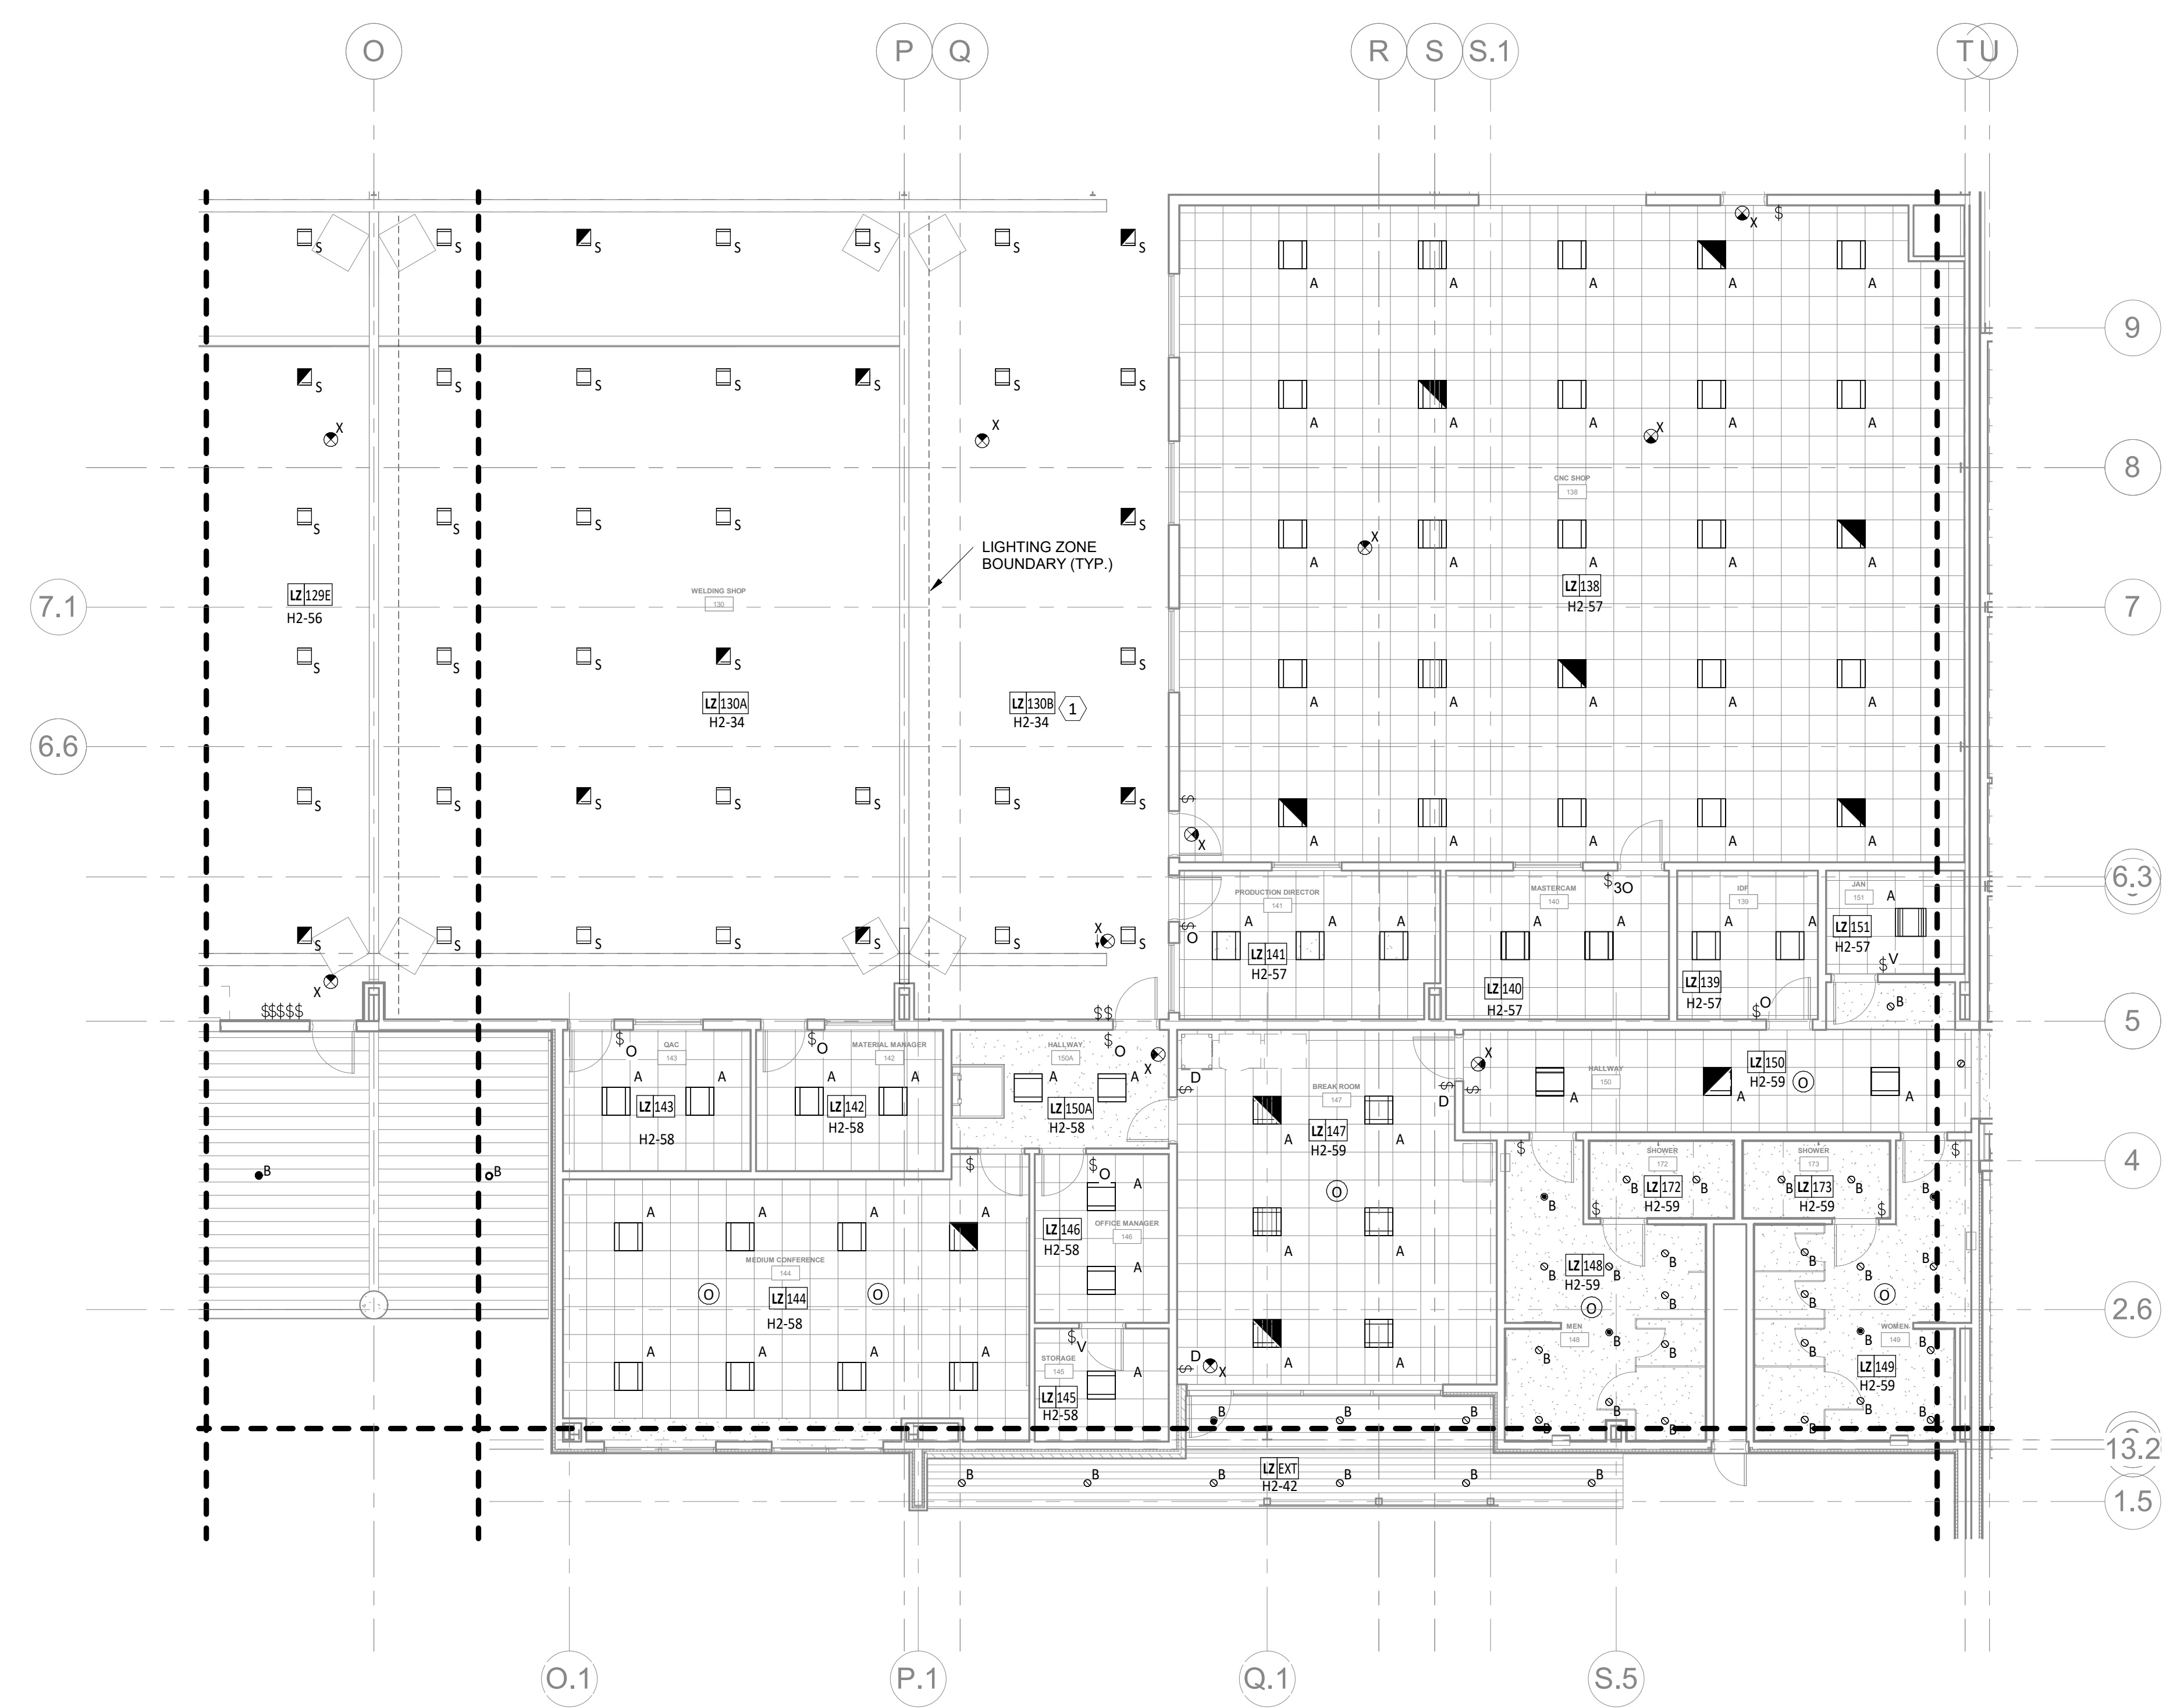 O
P
Q
R
S
S.1
T
U
S S S S S S S
X $
A A A A A
9
S S S S S S S
X
X
X
A A A A A
8
CNC SHOP
138
S S S S S
X
LIGHTING ZONE
BOUNDARY (TYP.)
A A A A A
LZ 129E
H2-56
WELDING SHOP
130
LZ 138
H2-57
7.1
7
S S S S S
LZ 130A
H2-34
LZ 130B
H2-34
1
A A A A A
6.6
S S S S S S S
$
X
A A A A A
6.3
PRODUCTION DIRECTOR
141
MASTERCAM
140
$3O
IDF
139
JAN
151
A
A A A
A A
A A
S S S S S S S
X
$
O
LZ 141
H2-57
LZ 140
H2-57
LZ 139
H2-57
LZ 151
H2-57
$V
X
$O
B
$$$$$
$$
5
$O
QAC
143
$O
MATERIAL MANAGER
142
HALLWAY
150A
$O
X
A A
A A
A A
LZ 143
H2-58
LZ 142
H2-58
LZ 150A
H2-58
D
$
BREAK ROOM
147
$
D
$
X
HALLWAY
150
LZ 150
H2-59
O
A A A
LZ 147
H2-59
A A
4
B
B
$
$O
A
$
SHOWER
172
SHOWER
173
$
B LZ 172 B
H2-59
B LZ 173 B
H2-59
O
B
$
$
B
A A A A
LZ 146
H2-58
OFFICE MANAGER
146
A A
MEDIUM CONFERENCE
144
A
B LZ 148
H2-59
B B
B B B
O O
LZ 144
H2-58
O
O
B B
2.6
$V
MEN
148
B
B
WOMEN
149
B
A A A A
STORAGE
145
A
D
$
X
A A
B
B
B
LZ 149
H2-59
B
LZ 145
H2-58
B B B
B B B B B
13.2
LZ EXT
H2-42
B B B B B B
1.5
O.1
P.1
Q.1
S.5